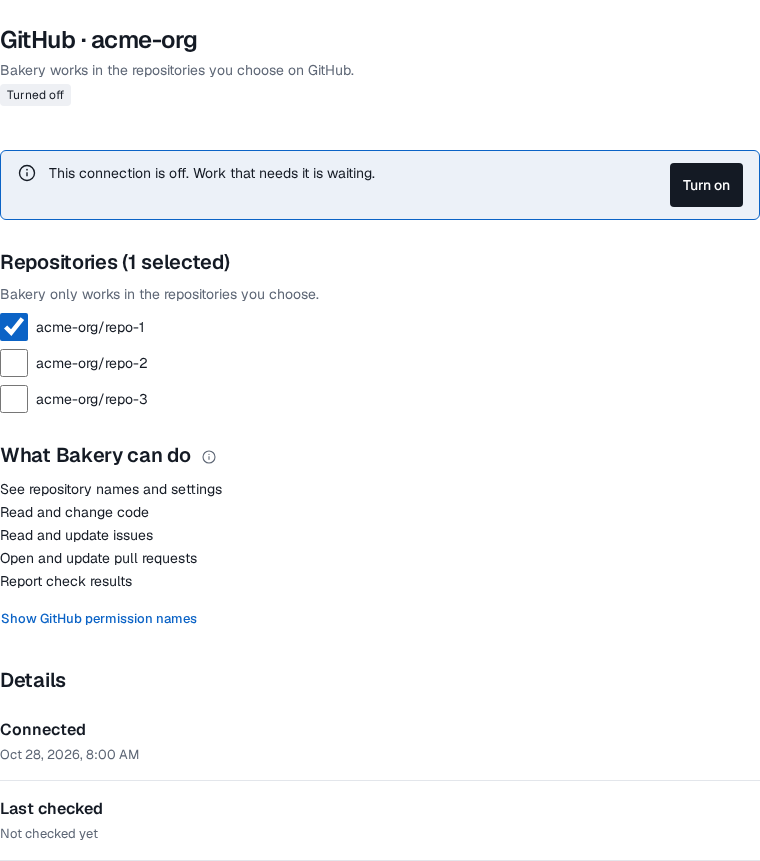 GitHub · acme-org
Bakery works in the repositories you choose on GitHub.
Turned off
This connection is off. Work that needs it is waiting.
Turn on
Repositories (1 selected)
Bakery only works in the repositories you choose.
acme-org/repo-1
acme-org/repo-2
acme-org/repo-3
What Bakery can do
See repository names and settings
Read and change code
Read and update issues
Open and update pull requests
Report check results
Show GitHub permission names
Details
Connected
Oct 28, 2026, 8:00 AM
Last checked
Not checked yet